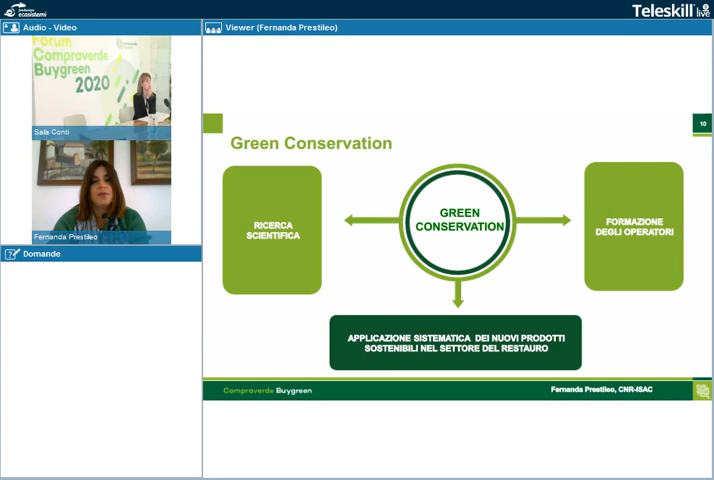 fondazione
ecosistemi
Teleskill
live
Audio - Video
Viewer (Fernanda Prestileo)
Forum
Compraverde
Buygreen
2020
Sala Conti
Fernanda Prestileo
Domande
10
Green Conservation
RICERCA
SCIENTIFICA
GREEN
CONSERVATION
FORMAZIONE
DEGLI OPERATORI
APPLICAZIONE SISTEMATICA DEI NUOVI PRODOTTI
SOSTENIBILI NEL SETTORE DEL RESTAURO
Compraverde Buygreen
Fernanda Prestileo, CNR-ISAC